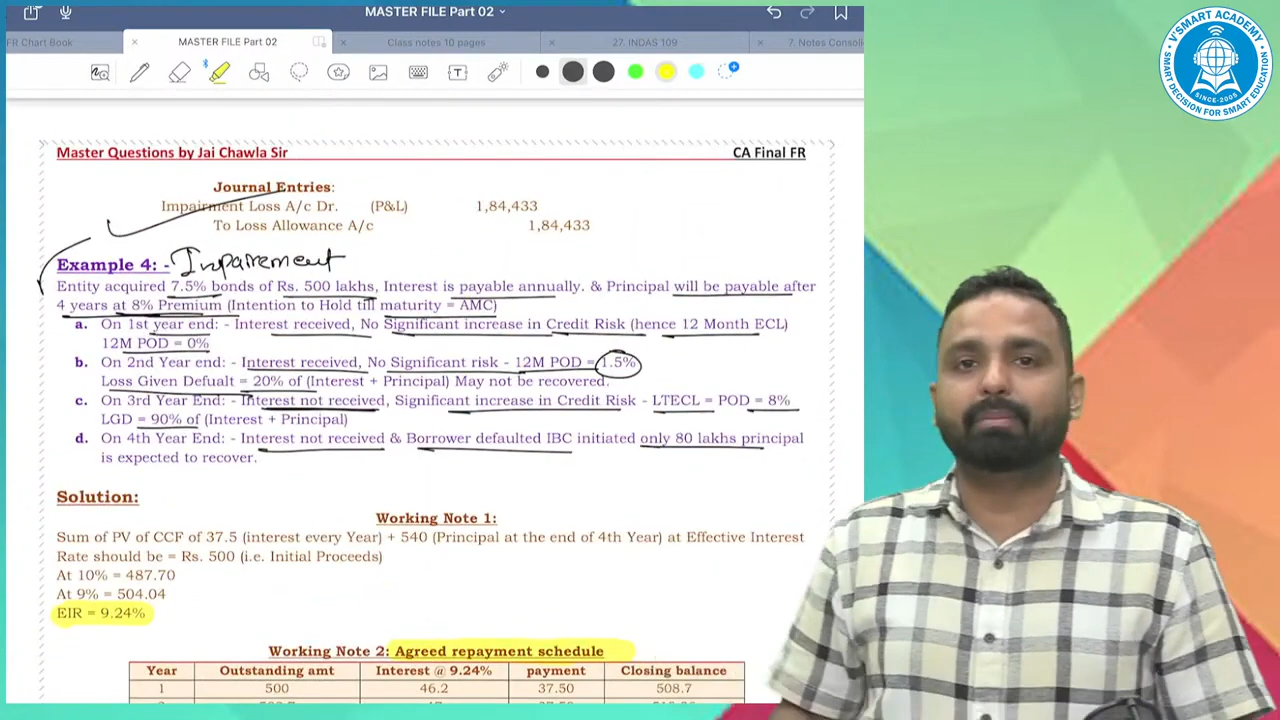 MASTER FILE Part 02
FR Chart Book
MASTER FILE Part 02
Class notes 10 pages
27. INDAS 109
7. Notes Consoli
V'SMART ACADEMY
SINCE-2005
SMART DECISION FOR SMART EDUCATION
Master Questions by Jai Chawla Sir
CA Final FR
Journal Entries:
Impairment Loss A/c Dr. (P&L) 1,84,433
To Loss Allowance A/c 1,84,433
Example 4: - Impairement
Entity acquired 7.5% bonds of Rs. 500 lakhs, Interest is payable annually. & Principal will be payable after
4 years at 8% Premium (Intention to Hold till maturity = AMC)
a. On 1st year end: - Interest received, No Significant increase in Credit Risk (hence 12 Month ECL)
12M POD = 0%
b. On 2nd Year end: - Interest received, No Significant risk - 12M POD = 1.5%
Loss Given Defualt = 20% of (Interest + Principal) May not be recovered.
c. On 3rd Year End: - Interest not received, Significant increase in Credit Risk - LTECL = POD = 8%
LGD = 90% of (Interest + Principal)
d. On 4th Year End: - Interest not received & Borrower defaulted IBC initiated only 80 lakhs principal
is expected to recover.
Solution:
Working Note 1:
Sum of PV of CCF of 37.5 (interest every Year) + 540 (Principal at the end of 4th Year) at Effective Interest
Rate should be = Rs. 500 (i.e. Initial Proceeds)
At 10% = 487.70
At 9% = 504.04
EIR = 9.24%
Working Note 2: Agreed repayment schedule
Year Outstanding amt Interest @ 9.24% payment Closing balance
1 500 46.2 37.50 508.7